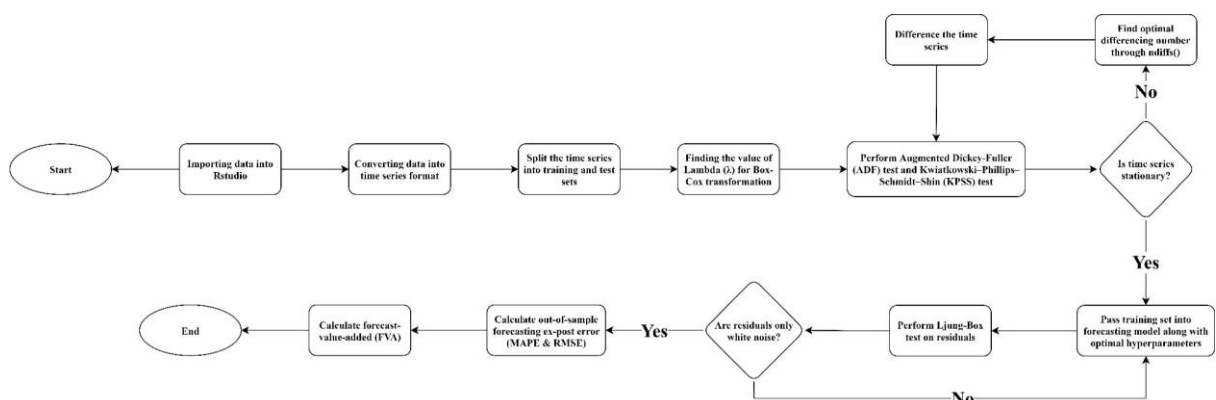 Difference the time
series
Find optimal
differencing number
through ndiffs()
No
Start
Importing data into
Rstudio
Converting data into
time series format
Split the time series
into training and test
sets
Finding the value of
Lambda (λ) for Box-
Cox transformation
Perform Augmented Dickey-Fuller
(ADF) test and Kwiatkowski–Phillips–
Schmidt–Shin (KPSS) test
Is time series
stationary?
Yes
End
Calculate forecast-
value-added (FVA)
Calculate out-of-sample
forecasting ex-post error
(MAPE & RMSE)
Yes
Are residuals only
white noise?
Perform Ljung-Box
test on residuals
Pass training set into
forecasting model along with
optimal hyperparameters
No